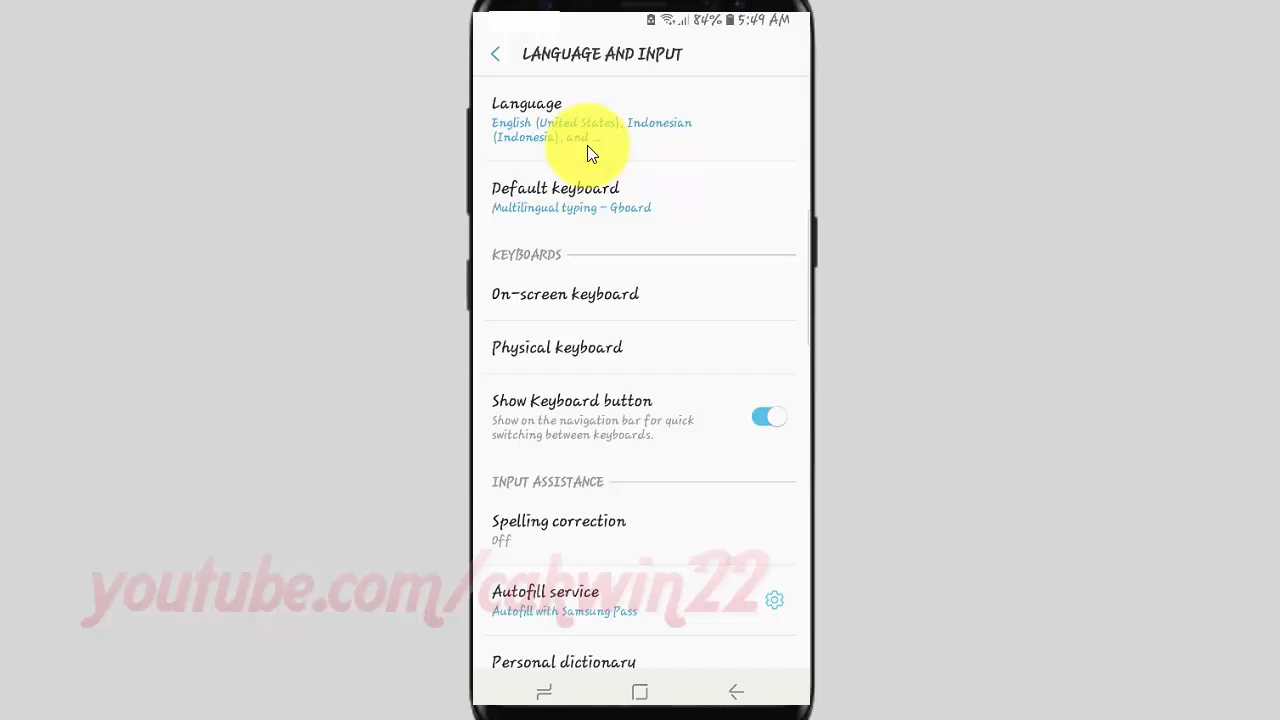 84% 5:49 AM
LANGUAGE AND INPUT
Language
English (United States), Indonesian
(Indonesia), and ...
Default keyboard
Multilingual typing - Gboard
KEYBOARDS
On-screen keyboard
Physical keyboard
Show Keyboard button
Show on the navigation bar for quick
switching between keyboards.
INPUT ASSISTANCE
Spelling correction
Off
youtube.com/cakwin22
Autofill service
Autofill with Samsung Pass
Personal dictionary